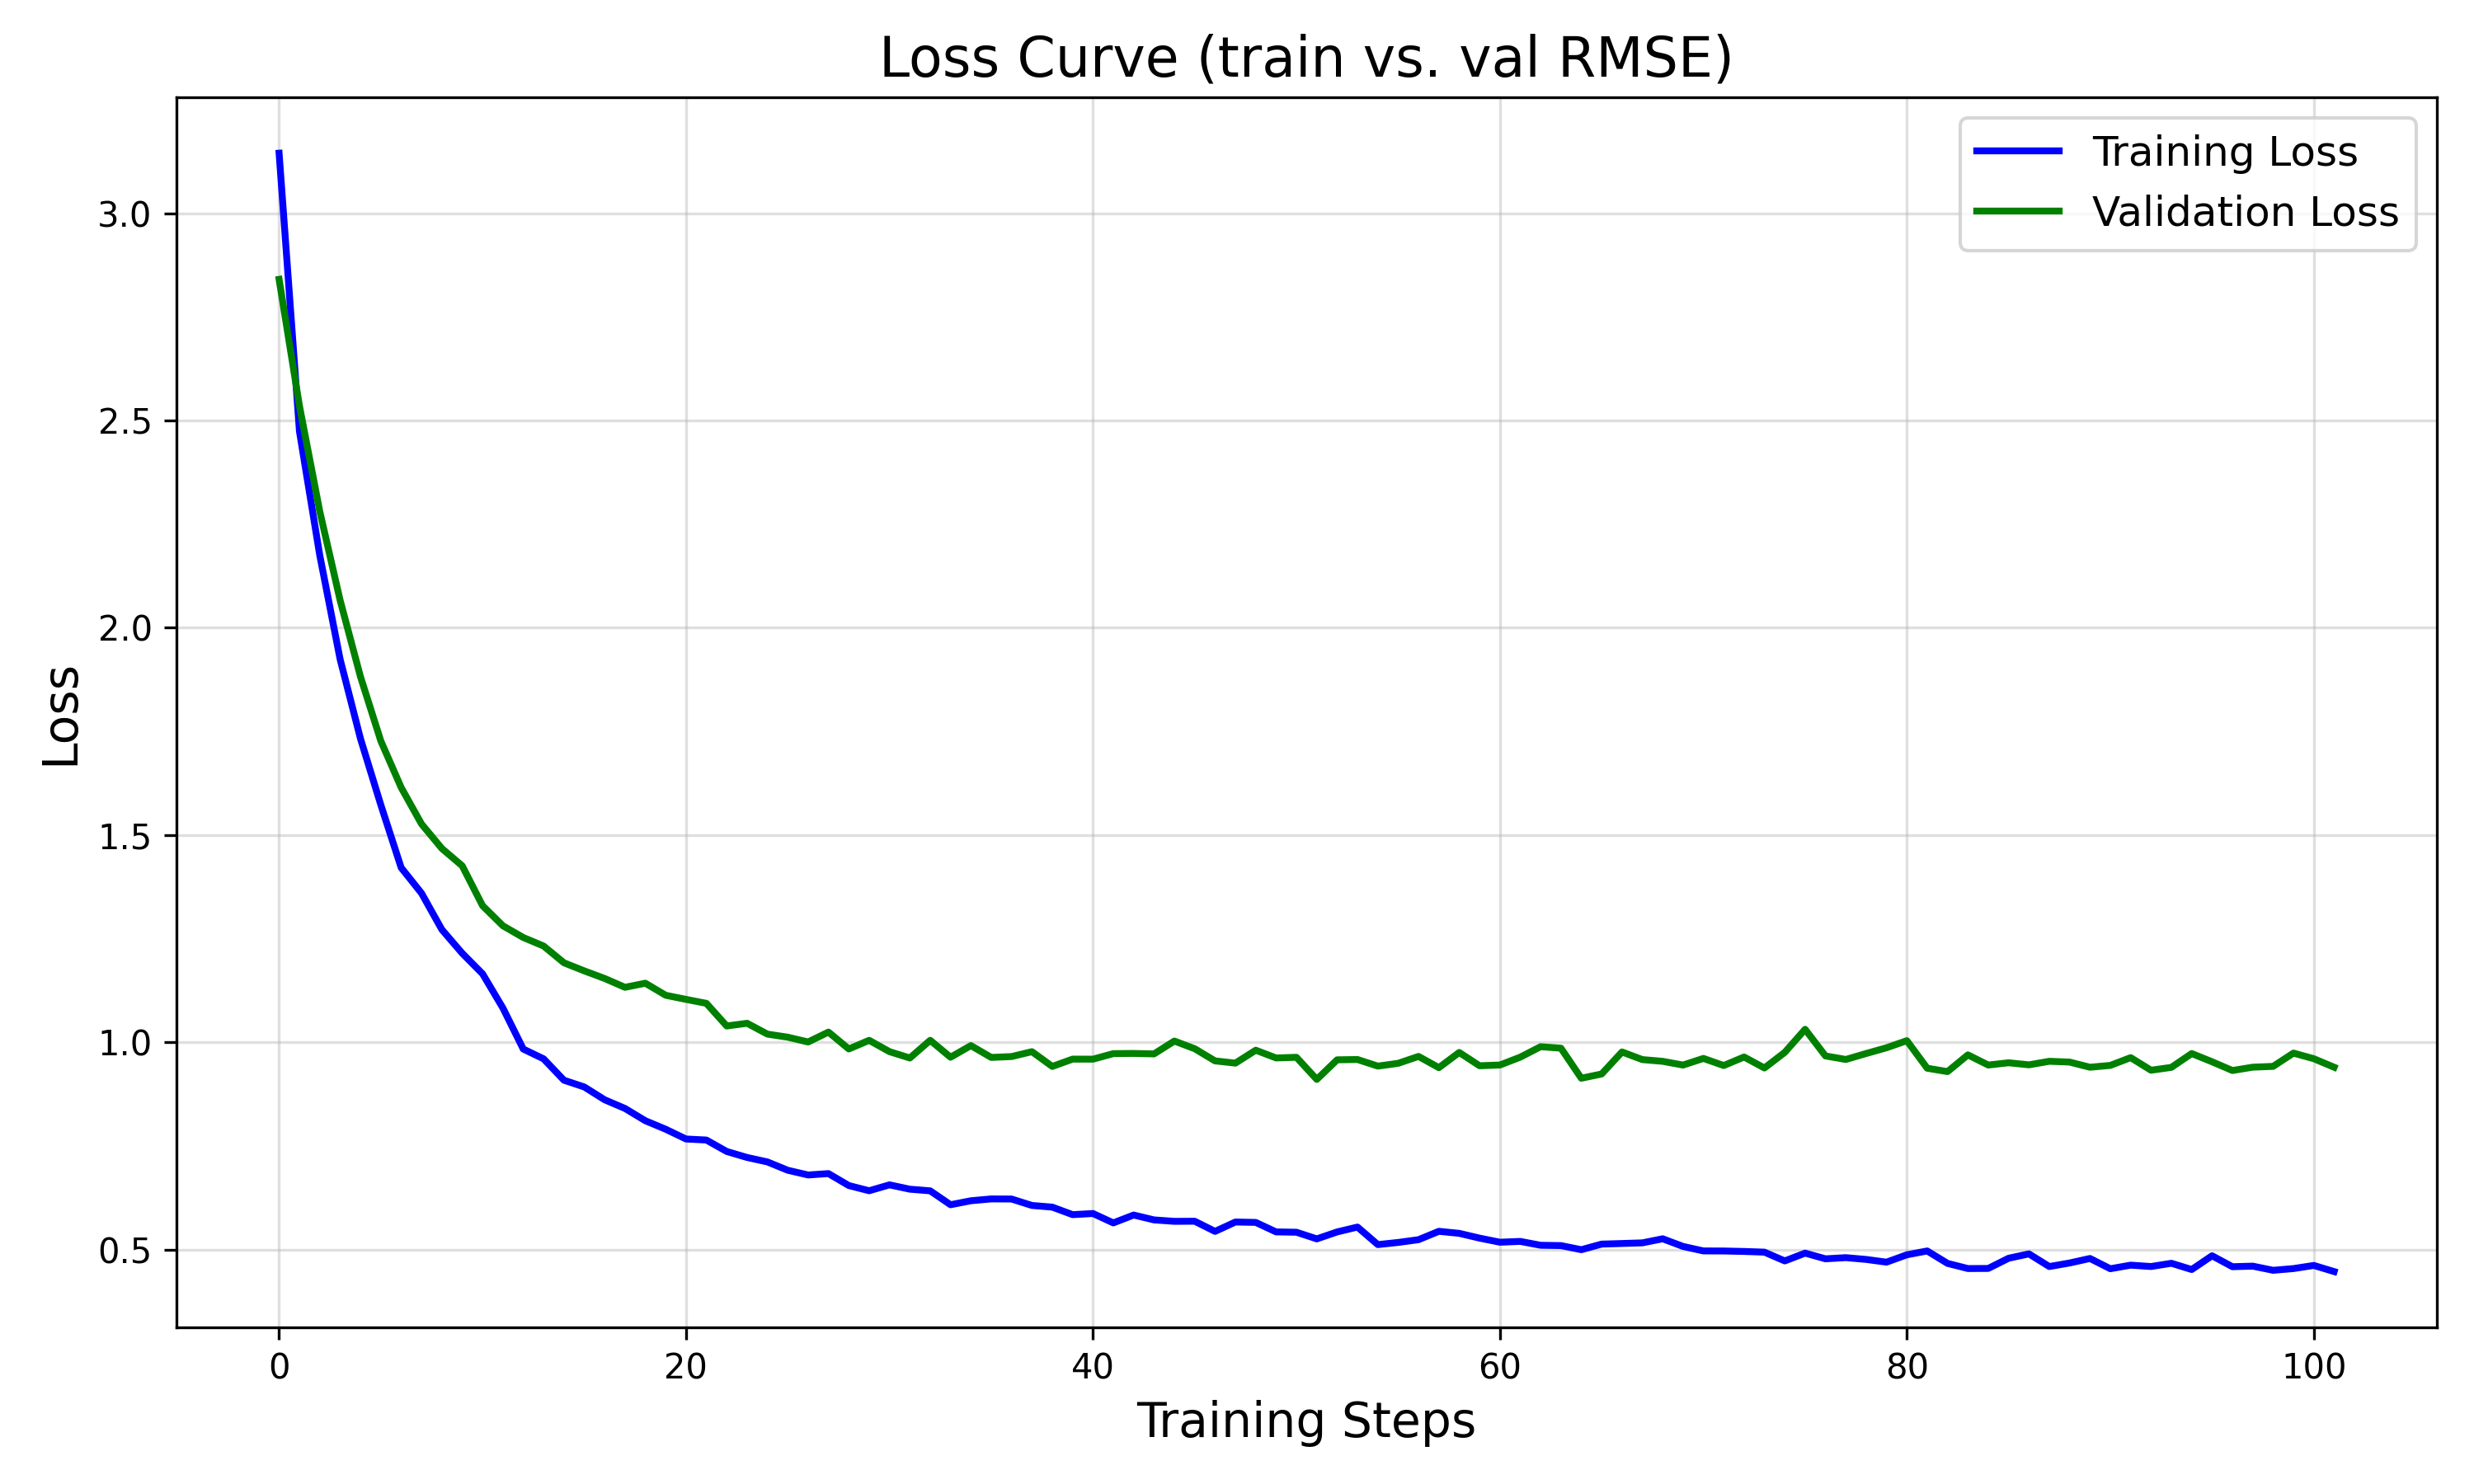 Loss Curve (train vs. val RMSE)
Training Loss
Validation Loss
3.0
2.5
2.0
1.5
1.0
0.5
Loss
0 20 40 60 80 100
Training Steps